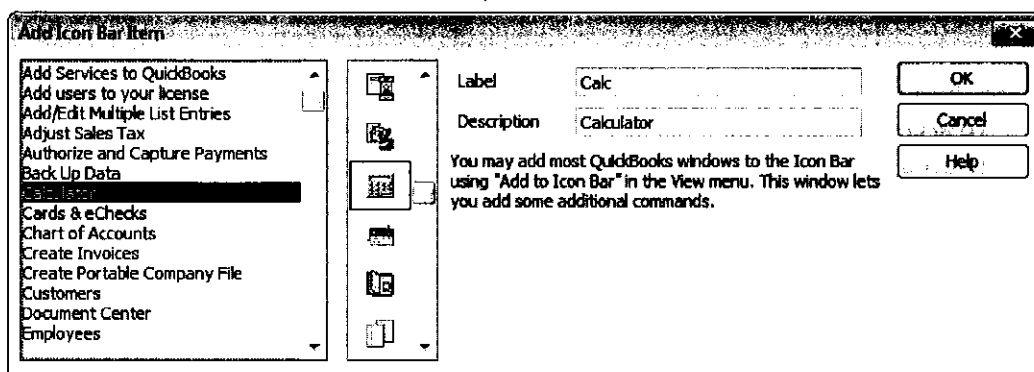 Add Icon Bar Item
Add Services to QuickBooks
Add users to your license
Add/Edit Multiple List Entries
Adjust Sales Tax
Authorize and Capture Payments
Back Up Data
Calculator
Cards & eChecks
Chart of Accounts
Create Invoices
Create Portable Company File
Customers
Document Center
Employees
Label Calc
Description Calculator
You may add most QuickBooks windows to the Icon Bar
using "Add to Icon Bar" in the View menu. This window lets
you add some additional commands.
OK
Cancel
Help